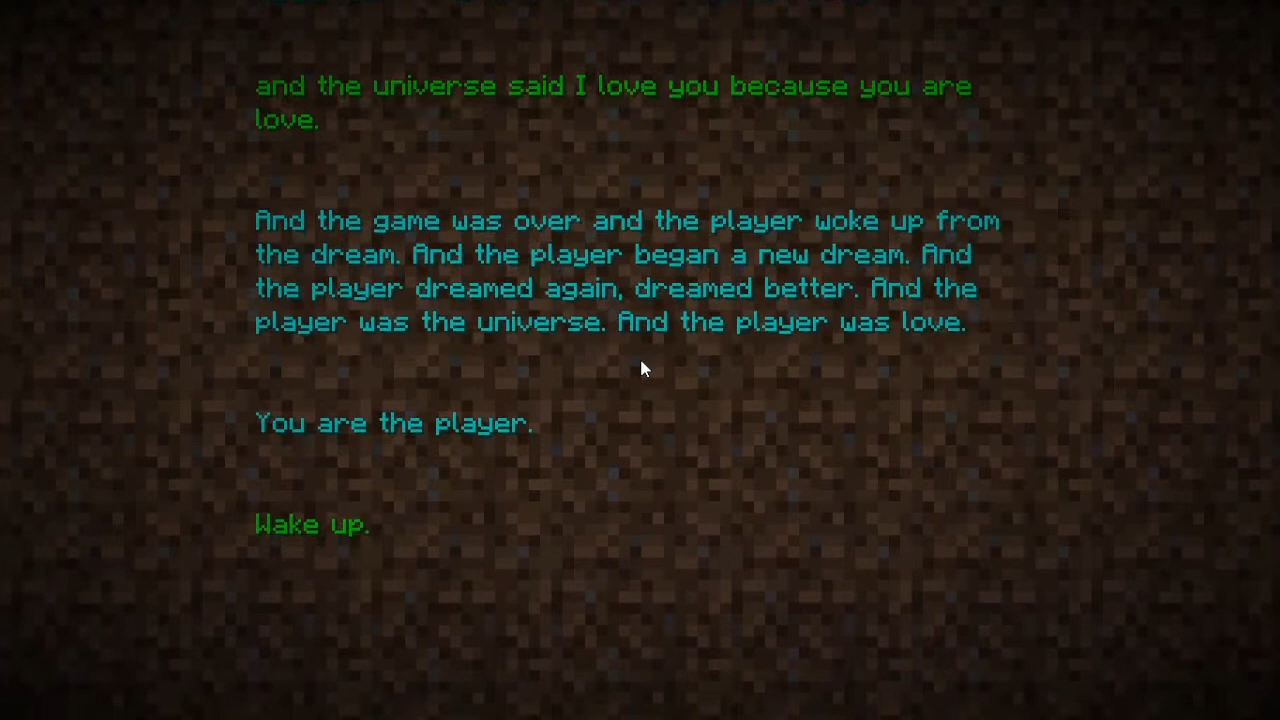 and the universe said I love you because you are
love.
And the game was over and the player woke up from
the dream. And the player began a new dream. And
the player dreamed again, dreamed better. And the
player was the universe. And the player was love.
You are the player.
Wake up.